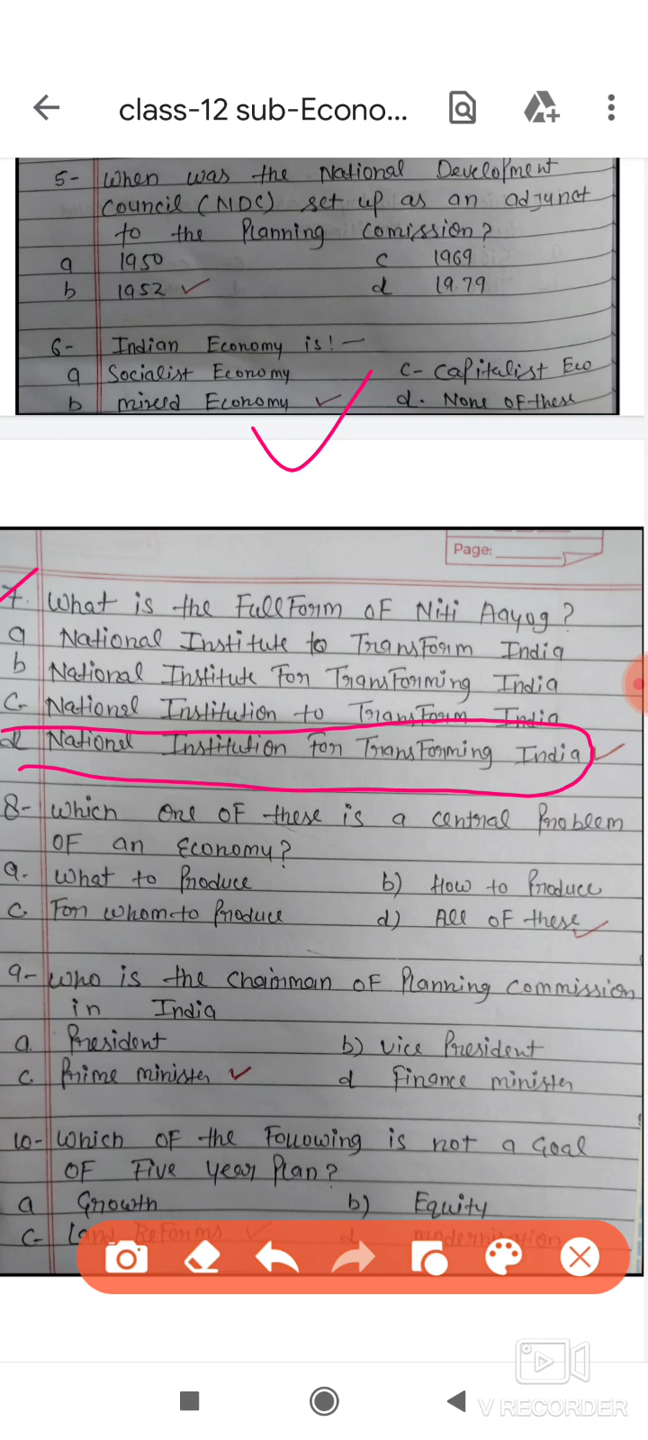 class-12 sub-Econo...
5- When was the National Development
Council (NDC) set up as an adjunct
to the Planning Comission?
a 1950 c 1969
b 1952 ✓ d 19.79
6- Indian Economy is! —
a Socialist Economy c- Capitalist Eco
b mixed Economy ✓ d. None of these
Page:
7. What is the Full Form OF Niti Aayog?
a National Institute to TransForm India
b National Institute For TransForming India
c- National Institution to TransForm India
d National Institution For TransForming India ✓
8- Which One OF these is a central Problem
OF an Economy?
a. What to Produce b) How to Produce
c. For whom to Produce d) All OF these ✓
9- Who is the Chairman OF Planning Commission
in India
a. President b) Vice President
c. Prime minister ✓ d Finance minister
10- Which OF the Following is not a Goal
OF Five Year Plan?
a Growth b) Equity
c- Land Reforms ✓ d modernisation
V RECORDER